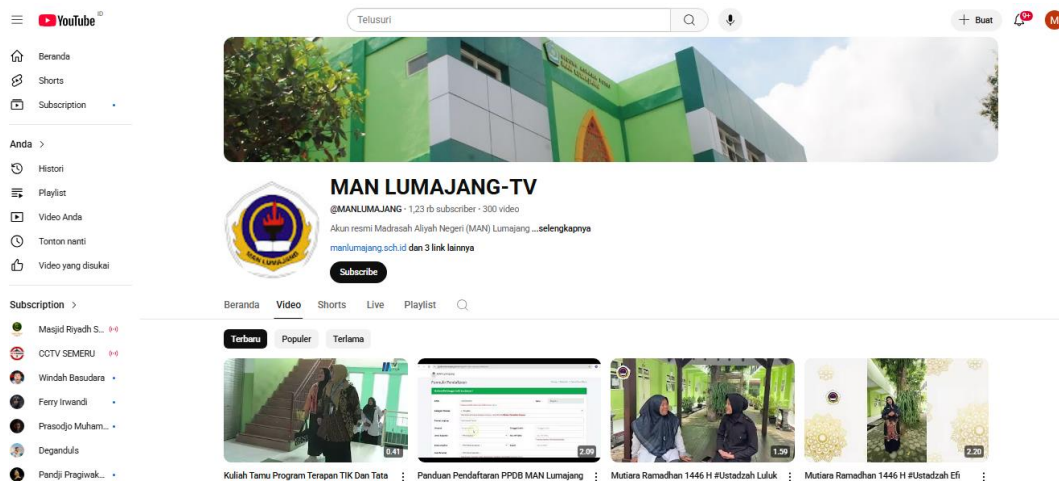 YouTube ID
Telusuri
Buat
9+
M
Beranda
Shorts
Subscription
Anda
Histori
Playlist
Video Anda
Tonton nanti
Video yang disukai
Subscription
Masjid Riyadh S...
CCTV SEMERU
Windah Basudara
Ferry Irwandi
Prasodjo Muham...
Deganduls
Pandji Pragiwak...
MAN LUMAJANG
MAN LUMAJANG-TV
@MANLUMAJANG · 1,23 rb subscriber · 300 video
Akun resmi Madrasah Aliyah Negeri (MAN) Lumajang ...selengkapnya
manlumajang.sch.id dan 3 link lainnya
Subscribe
Beranda Video Shorts Live Playlist
Terbaru Populer Terlama
0.41
2.09
1.59
2.20
Kuliah Tamu Program Terapan TIK Dan Tata
Panduan Pendaftaran PPDB MAN Lumajang
Mutiara Ramadhan 1446 H #Ustadzah Luluk
Mutiara Ramadhan 1446 H #Ustadzah Efi